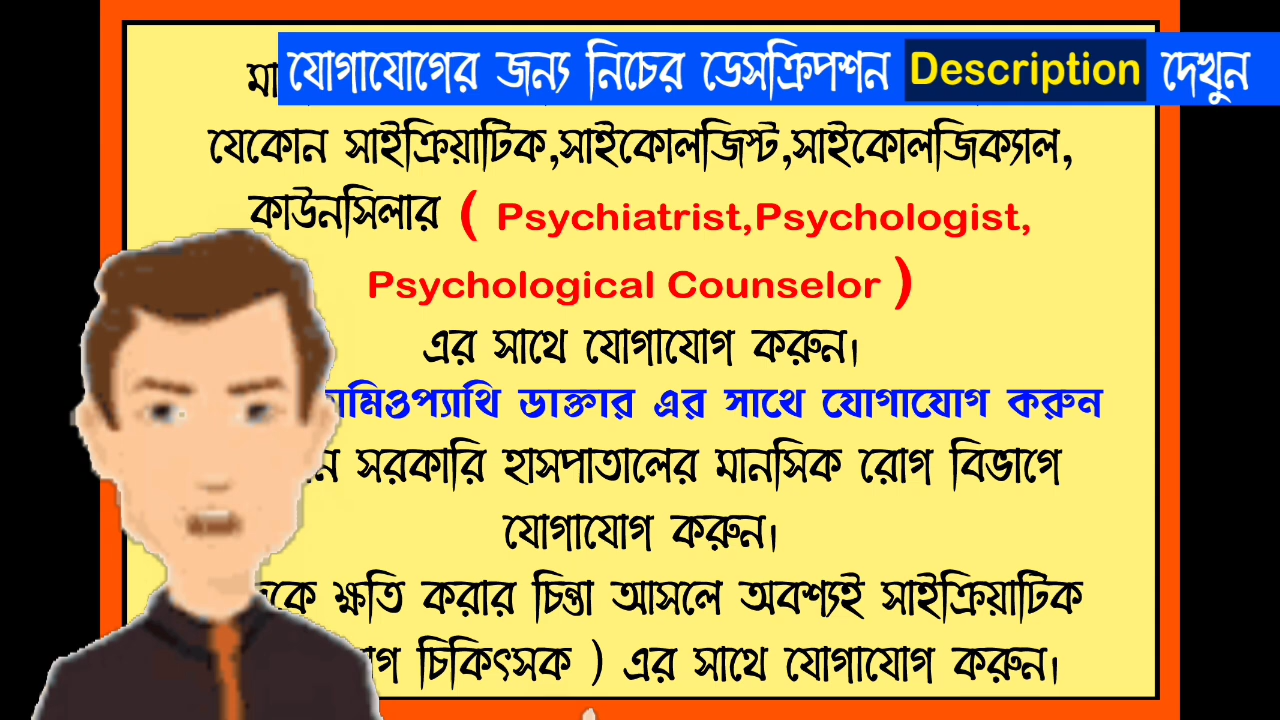 যোগাযোগের জন্য নিচের ডেসক্রিপশন Description দেখুন
যেকোন সাইক্রিয়াটিক,সাইকোলজিস্ট,সাইকোলজিক্যাল,
কাউনসিলার ( Psychiatrist,Psychologist,
Psychological Counselor )
এর সাথে যোগাযোগ করুন।
ডাক্তার এর সাথে যোগাযোগ করুন
সরকারি হাসপাতালের মানসিক রোগ বিভাগে
যোগাযোগ করুন।
ক্ষতি করার চিন্তা আসলে অবশ্যই সাইক্রিয়াটিক
চিকিৎসক ) এর সাথে যোগাযোগ করুন।